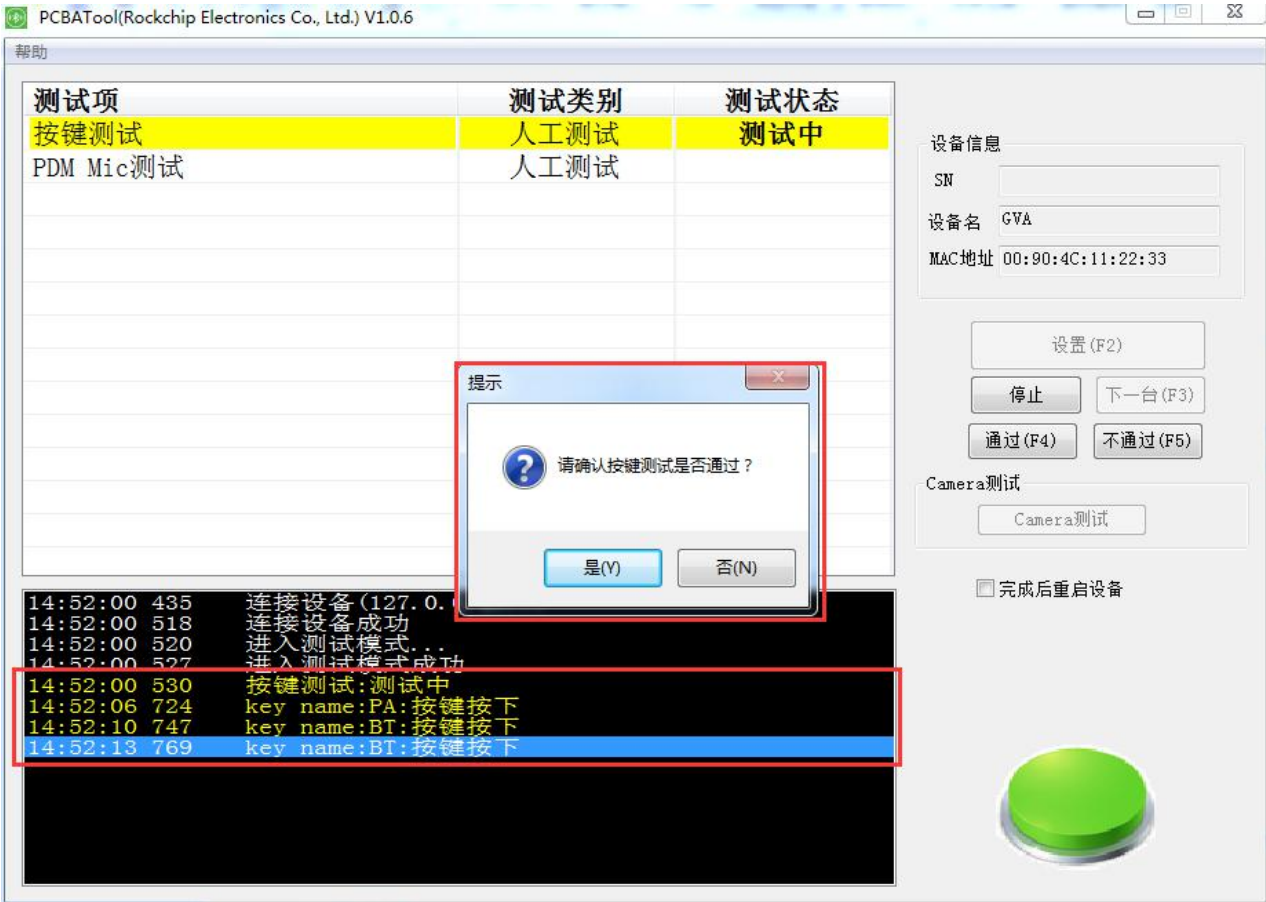 PCBATool(Rockchip Electronics Co., Ltd.) V1.0.6
帮助
测试项 测试类别 测试状态
按键测试 人工测试 测试中
PDM Mic测试 人工测试
设备信息
SN
设备名 GVA
MAC地址 00:90:4C:11:22:33
设置(F2)
停止 下一台(F3)
通过(F4) 不通过(F5)
Camera测试
Camera测试
完成后重启设备
提示
请确认按键测试是否通过？
是(Y) 否(N)
14:52:00 435 连接设备(127.0.
14:52:00 518 连接设备成功
14:52:00 520 进入测试模式...
14:52:00 527 进入测试模式成功
14:52:00 530 按键测试:测试中
14:52:06 724 key name:PA:按键按下
14:52:10 747 key name:BT:按键按下
14:52:13 769 key name:BT:按键按下